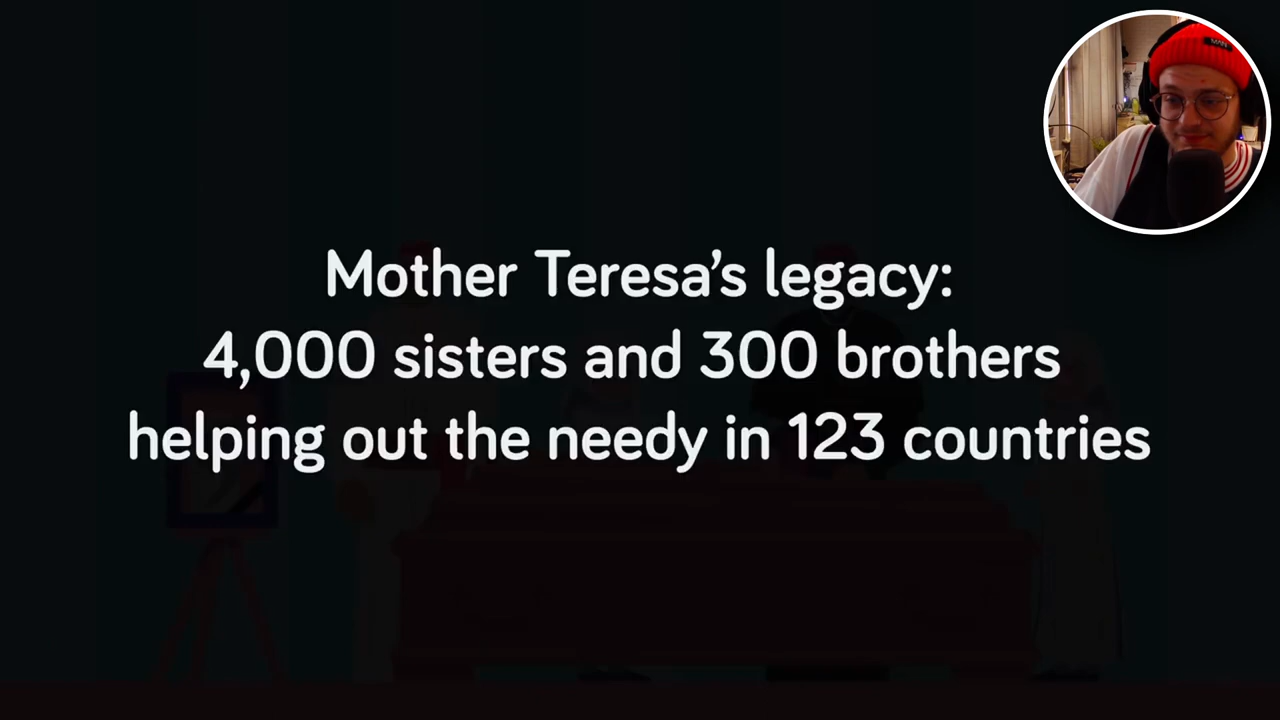 Mother Teresa’s legacy:
4,000 sisters and 300 brothers
helping out the needy in 123 countries